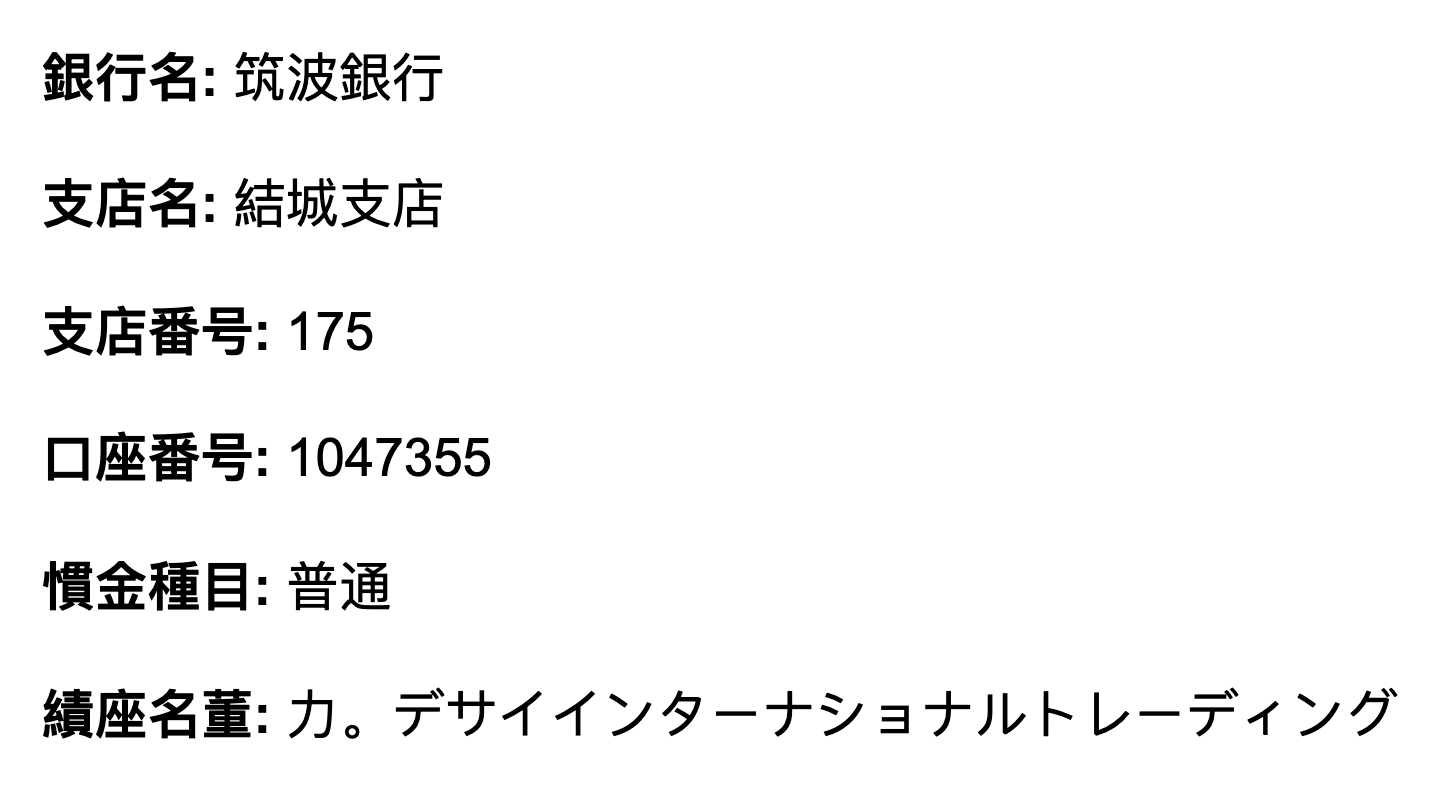 銀行名: 筑波銀行
支店名: 結城支店
支店番号: 175
口座番号: 1047355
慣金種目: 普通
績座名董: カ。デサイインターナショナルトレーディング